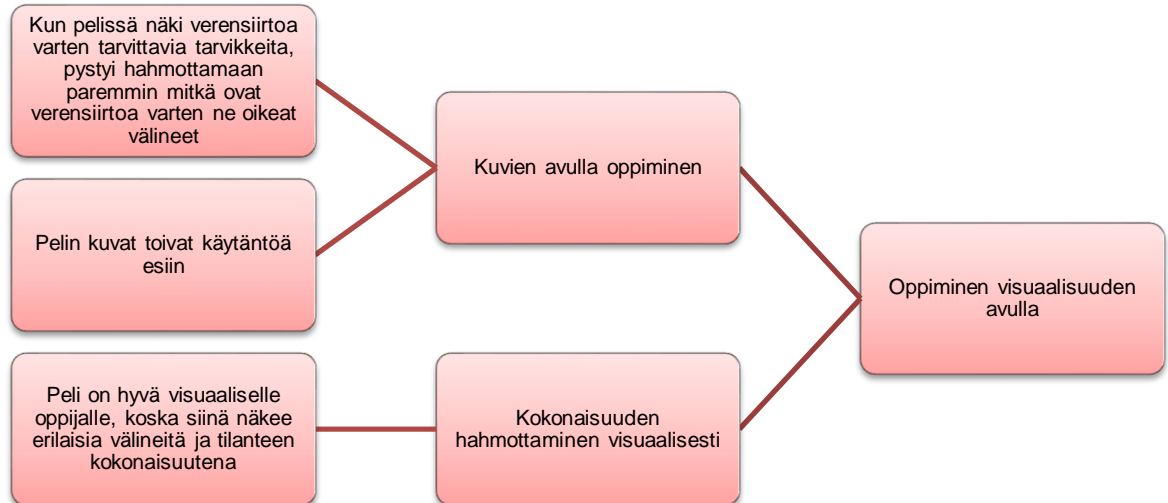 Kun pelissä näki verensiirtoa
varten tarvittavia tarvikkeita,
pystyi hahmottamaan
paremmin mitkä ovat
verensiirtoa varten ne oikeat
välineet
Pelin kuvat toivat käytäntöä
esiin
Peli on hyvä visuaaliselle
oppijalle, koska siinä näkee
erilaisia välineitä ja tilanteen
kokonaisuutena
Kuvien avulla oppiminen
Kokonaisuuden
hahmottaminen visuaalisesti
Oppiminen visuaalisuuden
avulla